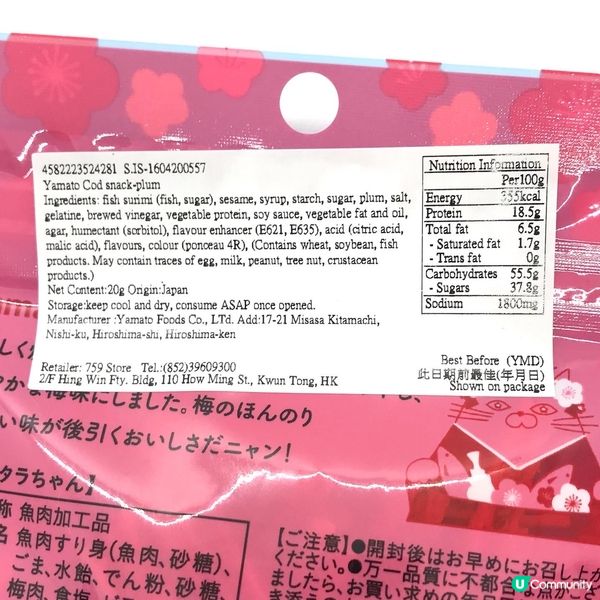 4582223524281 S.IS-1604200557
Yamato Cod snack-plum
Ingredients: fish surimi (fish, sugar), sesame, syrup, starch, sugar, plum, salt,
gelatine, brewed vinegar, vegetable protein, soy sauce, vegetable fat and oil,
agar, humectant (sorbitol), flavour enhancer (E621, E635), acid (citric acid,
malic acid), flavours, colour (ponceau 4R), (Contains wheat, soybean, fish
products. May contain traces of egg, milk, peanut, tree nut, crustacean
products.)
Net Content:20g Origin:Japan
Storage:keep cool and dry, consume ASAP once opened.
Manufacturer :Yamato Foods Co., LTd. Add:17-21 Misasa Kitamachi,
Nishi-ku, Hiroshima-shi, Hiroshima-ken
Retailer: 759 Store Tel.:(852)39609300
2/F Hing Win Fty. Bldg, 110 How Ming St., Kwun Tong, HK
Nutrition Information
Per100g
Energy 355kcal
Protein 18.5g
Total fat 6.5g
- Saturated fat 1.7g
- Trans fat 0g
Carbohydrates 55.5g
- Sugars 37.8g
Sodium 1800mg
Best Before (YMD)
此日期前最佳(年月日)
Shown on package
梅味にしました。梅のほんのり
い味が後引くおいしさだニャン!
タラちゃん】
称 魚肉加工品
名 魚肉すり身(魚肉、砂糖)、
ごま、水飴、でん粉、砂糖、
梅肉、食塩
【ご注意】●開封後はお早めにお召し上が
ください。●万一品質に不都合
ましたら、お買い求めの年月
U Community